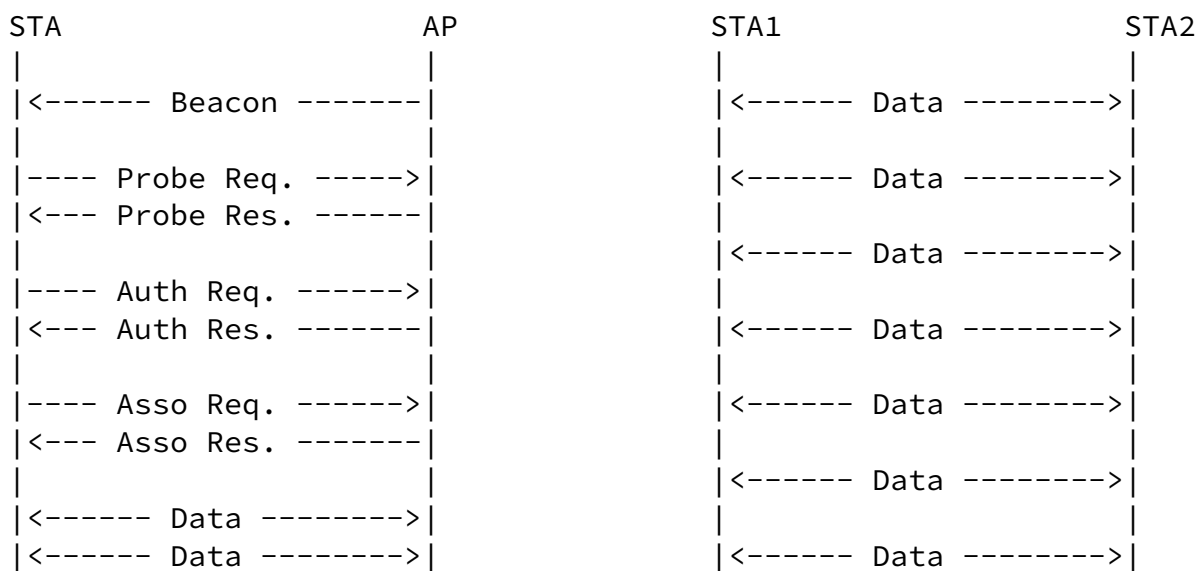 STA AP STA1 STA2
|<------ Beacon -------| |<------ Data -------->|
|---- Probe Req. ----->| |<------ Data -------->|
|<--- Probe Res. ------|
|<------ Data -------->|
|---- Auth Req. ------>|
|<--- Auth Res. -------| |<------ Data -------->|
|---- Asso Req. ------>| |<------ Data -------->|
|<--- Asso Res. -------|
|<------ Data -------->|
|<------ Data -------->|
|<------ Data -------->| |<------ Data -------->|